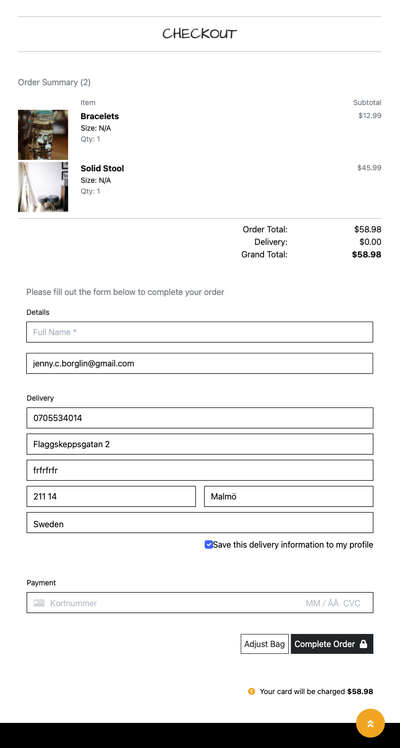 CHECKOUT
Order Summary (2)
Item Subtotal
Bracelets $12.99
Size: N/A
Qty: 1
Solid Stool $45.99
Size: N/A
Qty: 1
Order Total: $58.98
Delivery: $0.00
Grand Total: $58.98
Please fill out the form below to complete your order
Details
Full Name *
jenny.c.borglin@gmail.com
Delivery
0705534014
Flaggskeppsgatan 2
frfrfrfr
211 14 Malmö
Sweden
Save this delivery information to my profile
Payment
Kortnummer MM / ÅÅ CVC
Adjust Bag Complete Order
Your card will be charged $58.98